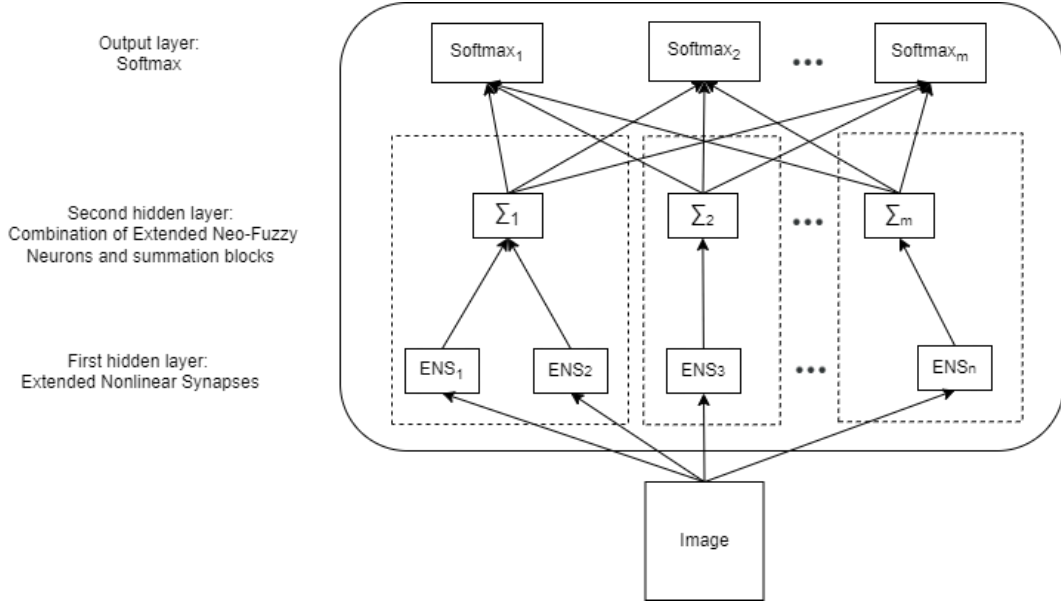 Output layer:
Softmax
Softmax1
Softmax2
•••
Softmaxm
Second hidden layer:
Combination of Extended Neo-Fuzzy
Neurons and summation blocks
∑1
∑2
•••
∑m
First hidden layer:
Extended Nonlinear Synapses
ENS1
ENS2
ENS3
•••
ENSn
Image